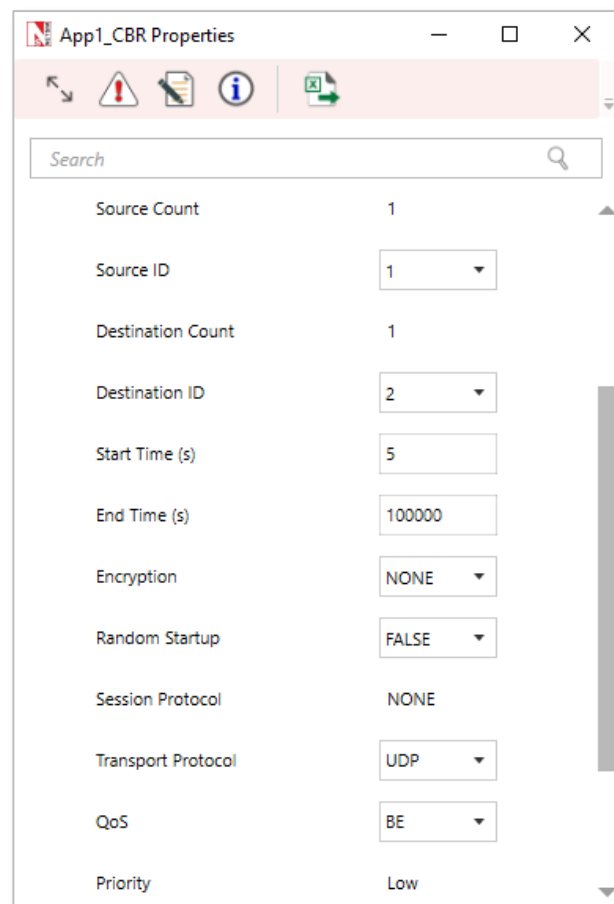 App1_CBR Properties
Search
Source Count 1
Source ID 1
Destination Count 1
Destination ID 2
Start Time (s) 5
End Time (s) 100000
Encryption NONE
Random Startup FALSE
Session Protocol NONE
Transport Protocol UDP
QoS BE
Priority Low